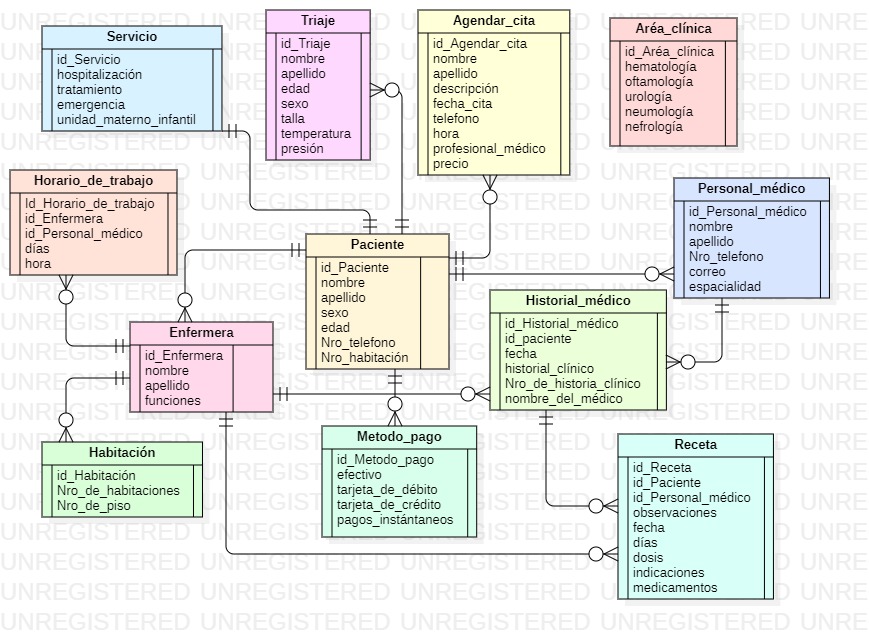 Servicio
id_Servicio
hospitalización
tratamiento
emergencia
unidad_materno_infantil
Triaje
id_Triaje
nombre
apellido
edad
sexo
talla
temperatura
presión
Agendar_cita
id_Agendar_cita
nombre
apellido
descripción
fecha_cita
telefono
hora
profesional_médico
precio
Aréa_clínica
id_Aréa_clínica
hematología
oftamología
urología
neumología
nefrología
Horario_de_trabajo
Id_Horario_de_trabajo
id_Enfermera
id_Personal_médico
días
hora
Paciente
id_Paciente
nombre
apellido
sexo
edad
Nro_telefono
Nro_habitación
Personal_médico
id_Personal_médico
nombre
apellido
Nro_telefono
correo
espacialidad
Historial_médico
id_Historial_médico
id_paciente
fecha
historial_clínico
Nro_de_historia_clínico
nombre_del_médico
Enfermera
id_Enfermera
nombre
apellido
funciones
Habitación
id_Habitación
Nro_de_habitaciones
Nro_de_piso
Metodo_pago
id_Metodo_pago
efectivo
tarjeta_de_débito
tarjeta_de_crédito
pagos_instántaneos
Receta
id_Receta
id_Paciente
id_Personal_médico
observaciones
fecha
días
dosis
indicaciones
medicamentos
UNREGISTERED